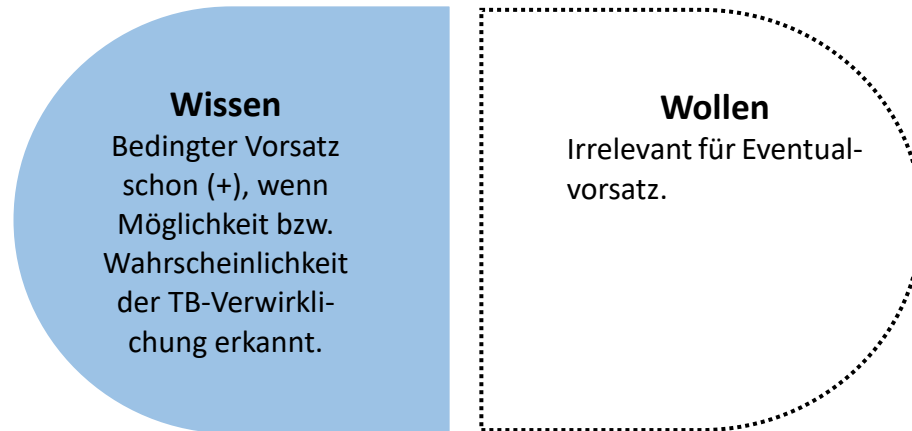 Wissen
Bedingter Vorsatz
schon (+), wenn
Möglichkeit bzw.
Wahrscheinlichkeit
der TB-Verwirkli-
chung erkannt.
Wollen
Irrelevant für Eventual-
vorsatz.